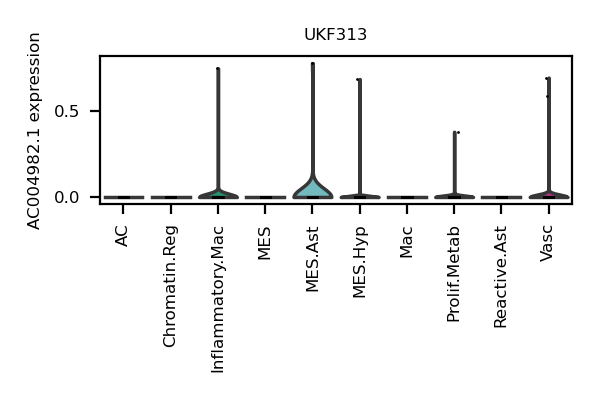 UKF313
AC004982.1 expression
0.5
0.0
AC
Chromatin.Reg
Inflammatory.Mac
MES
MES.Ast
MES.Hyp
Mac
Prolif.Metab
Reactive.Ast
Vasc